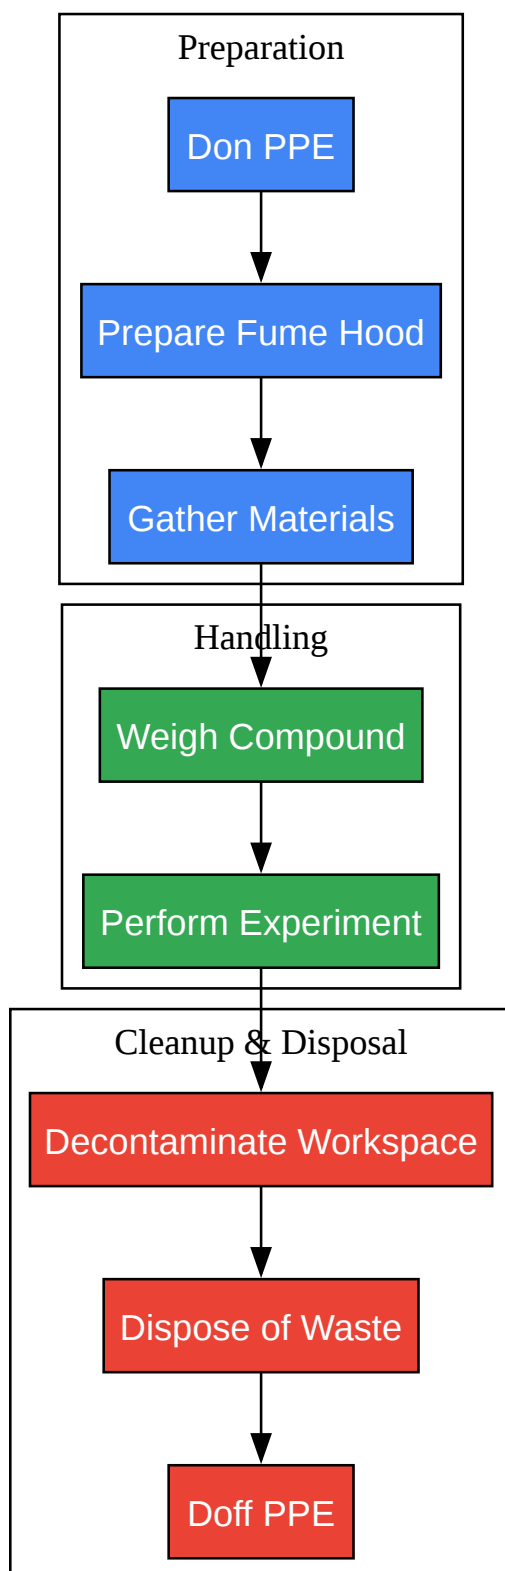 Preparation
Don PPE
Prepare Fume Hood
Gather Materials
Handling
Weigh Compound
Perform Experiment
Cleanup & Disposal
Decontaminate Workspace
Dispose of Waste
Doff PPE